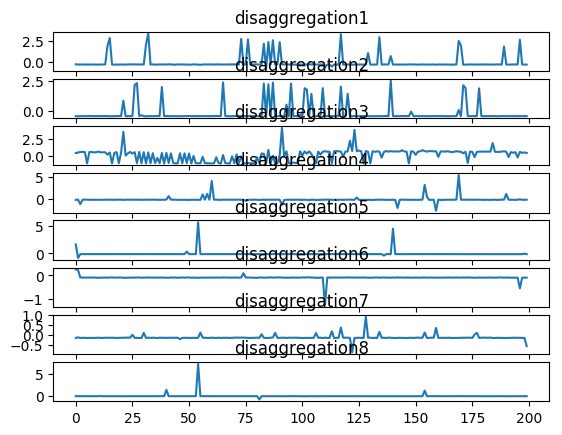 disaggregation1
2.5
0.0
disaggregation2
2.5
0.0
disaggregation3
2.5
0.0
disaggregation4
5
0
disaggregation5
5
0
disaggregation6
0
−1
disaggregation7
1.0
0.5
0.0
−0.5
disaggregation8
5
0
0 25 50 75 100 125 150 175 200